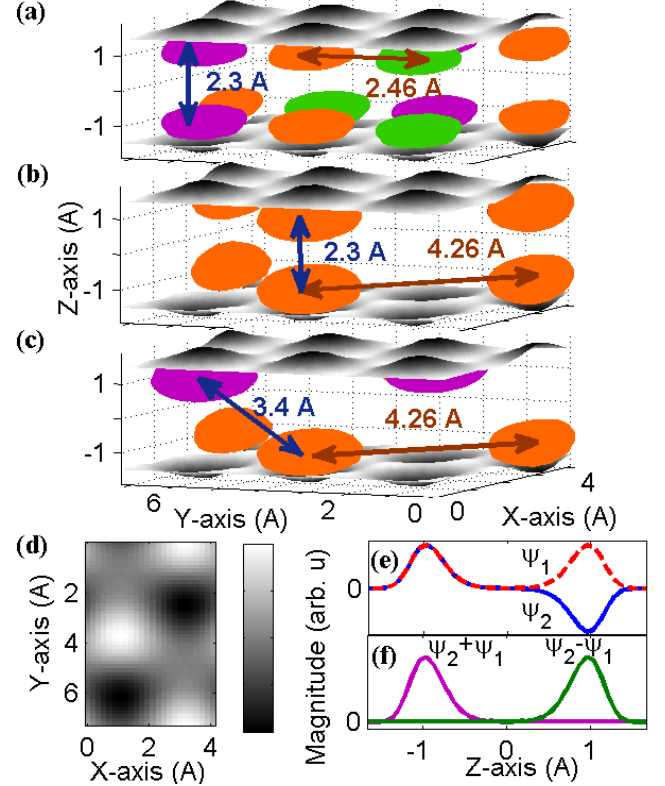 (a)
1
-1
2.3 A
2.46 A
(b)
1
-1
2.3 A
4.26 A
Z-axis (A)
(c)
1
-1
3.4 A
4.26 A
6
2
0
0
4
Y-axis (A)
X-axis (A)
(d)
2
4
6
Y-axis (A)
0
2
4
X-axis (A)
(e)
0
ψ1
ψ2
Magnitude (arb. u)
(f)
ψ2+ψ1
ψ2-ψ1
0
-1
0
1
Z-axis (A)